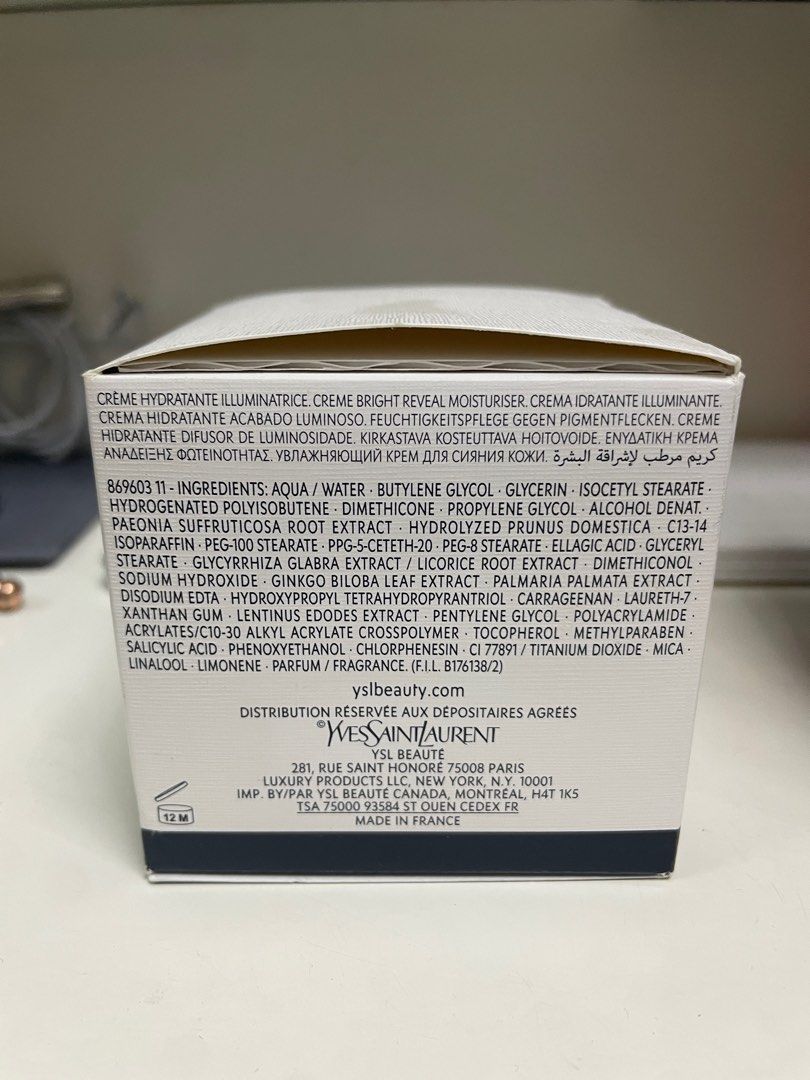 CRÈME HYDRATANTE ILLUMINATRICE. CREME BRIGHT REVEAL MOISTURISER. CREMA IDRATANTE ILLUMINANTE.
CREMA HIDRATANTE ACABADO LUMINOSO. FEUCHTIGKEITSPFLEGE GEGEN PIGMENTFLECKEN. CREME
HIDRATANTE DIFUSOR DE LUMINOSIDADE. KIRKASTAVA KOSTEUTTAVA HOITOVOIDE. ΕΝΥΔΑΤΙΚΗ ΚΡΕΜΑ
ΑΝΑΔΕΙΞΗΣ ΦΩΤΕΙΝΟΤΗΤΑΣ. УВЛАЖНЯЮЩИЙ КРЕМ ДЛЯ СИЯНИЯ КОЖИ. كريم مرطب لإشراقة البشرة
869603 11 - INGREDIENTS: AQUA / WATER · BUTYLENE GLYCOL · GLYCERIN · ISOCETYL STEARATE ·
HYDROGENATED POLYISOBUTENE · DIMETHICONE · PROPYLENE GLYCOL · ALCOHOL DENAT. ·
PAEONIA SUFFRUTICOSA ROOT EXTRACT · HYDROLYZED PRUNUS DOMESTICA · C13-14
ISOPARAFFIN · PEG-100 STEARATE · PPG-5-CETETH-20 · PEG-8 STEARATE · ELLAGIC ACID · GLYCERYL
STEARATE · GLYCYRRHIZA GLABRA EXTRACT / LICORICE ROOT EXTRACT · DIMETHICONOL ·
SODIUM HYDROXIDE · GINKGO BILOBA LEAF EXTRACT · PALMARIA PALMATA EXTRACT ·
DISODIUM EDTA · HYDROXYPROPYL TETRAHYDROPYRANTRIOL · CARRAGEENAN · LAURETH-7 ·
XANTHAN GUM · LENTINUS EDODES EXTRACT · PENTYLENE GLYCOL · POLYACRYLAMIDE ·
ACRYLATES/C10-30 ALKYL ACRYLATE CROSSPOLYMER · TOCOPHEROL · METHYLPARABEN ·
SALICYLIC ACID · PHENOXYETHANOL · CHLORPHENESIN · CI 77891 / TITANIUM DIOXIDE · MICA ·
LINALOOL · LIMONENE · PARFUM / FRAGRANCE. (F.I.L. B176138/2)
yslbeauty.com
DISTRIBUTION RÉSERVÉE AUX DÉPOSITAIRES AGRÉÉS
©YVESSAINTLAURENT
YSL BEAUTÉ
281, RUE SAINT HONORÉ 75008 PARIS
LUXURY PRODUCTS LLC, NEW YORK, N.Y. 10001
IMP. BY/PAR YSL BEAUTÉ CANADA, MONTRÉAL, H4T 1K5
TSA 75000 93584 ST OUEN CEDEX FR
MADE IN FRANCE
12 M